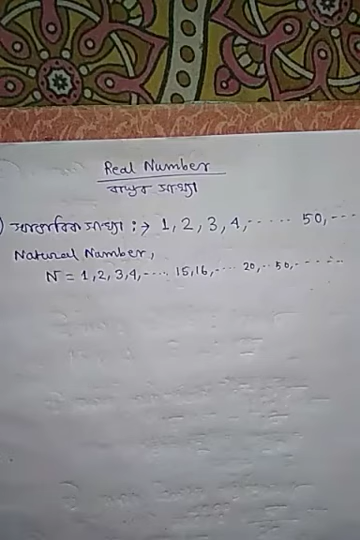 Real Number
বাস্তব সংখ্যা
) স্বাভাবিক সংখ্যা :→ 1, 2, 3, 4, ...... 50, ...
Natural Number,
N = 1, 2, 3, 4, ..... 15, 16, .... 20, .. 50, .......